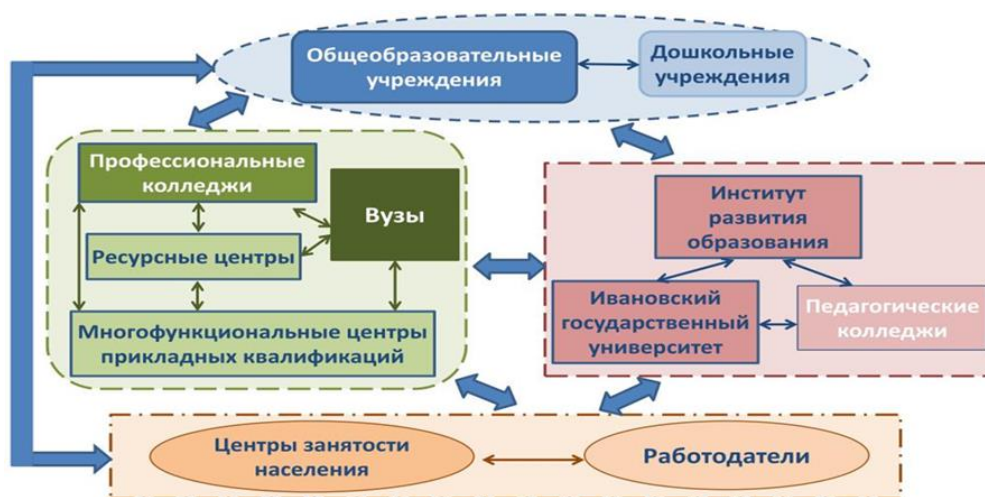 Общеобразовательные
учреждения
Дошкольные
учреждения
Профессиональные
колледжи
Вузы
Ресурсные центры
Многофункциональные центры
прикладных квалификаций
Институт
развития
образования
Ивановский
государственный
университет
Педагогические
колледжи
Центры занятости
населения
Работодатели